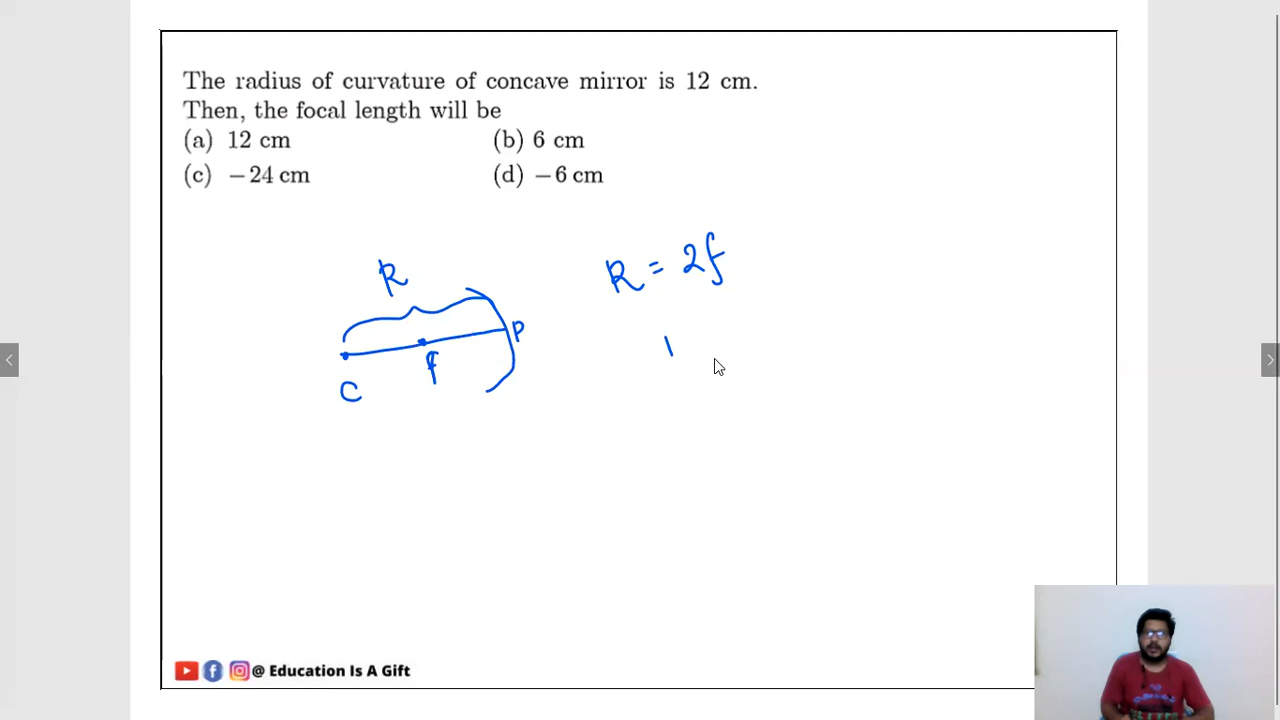 The radius of curvature of concave mirror is 12 cm.
Then, the focal length will be
(a) 12 cm (b) 6 cm
(c) −24 cm (d) −6 cm
R
R = 2f
P
F
C
@ Education Is A Gift